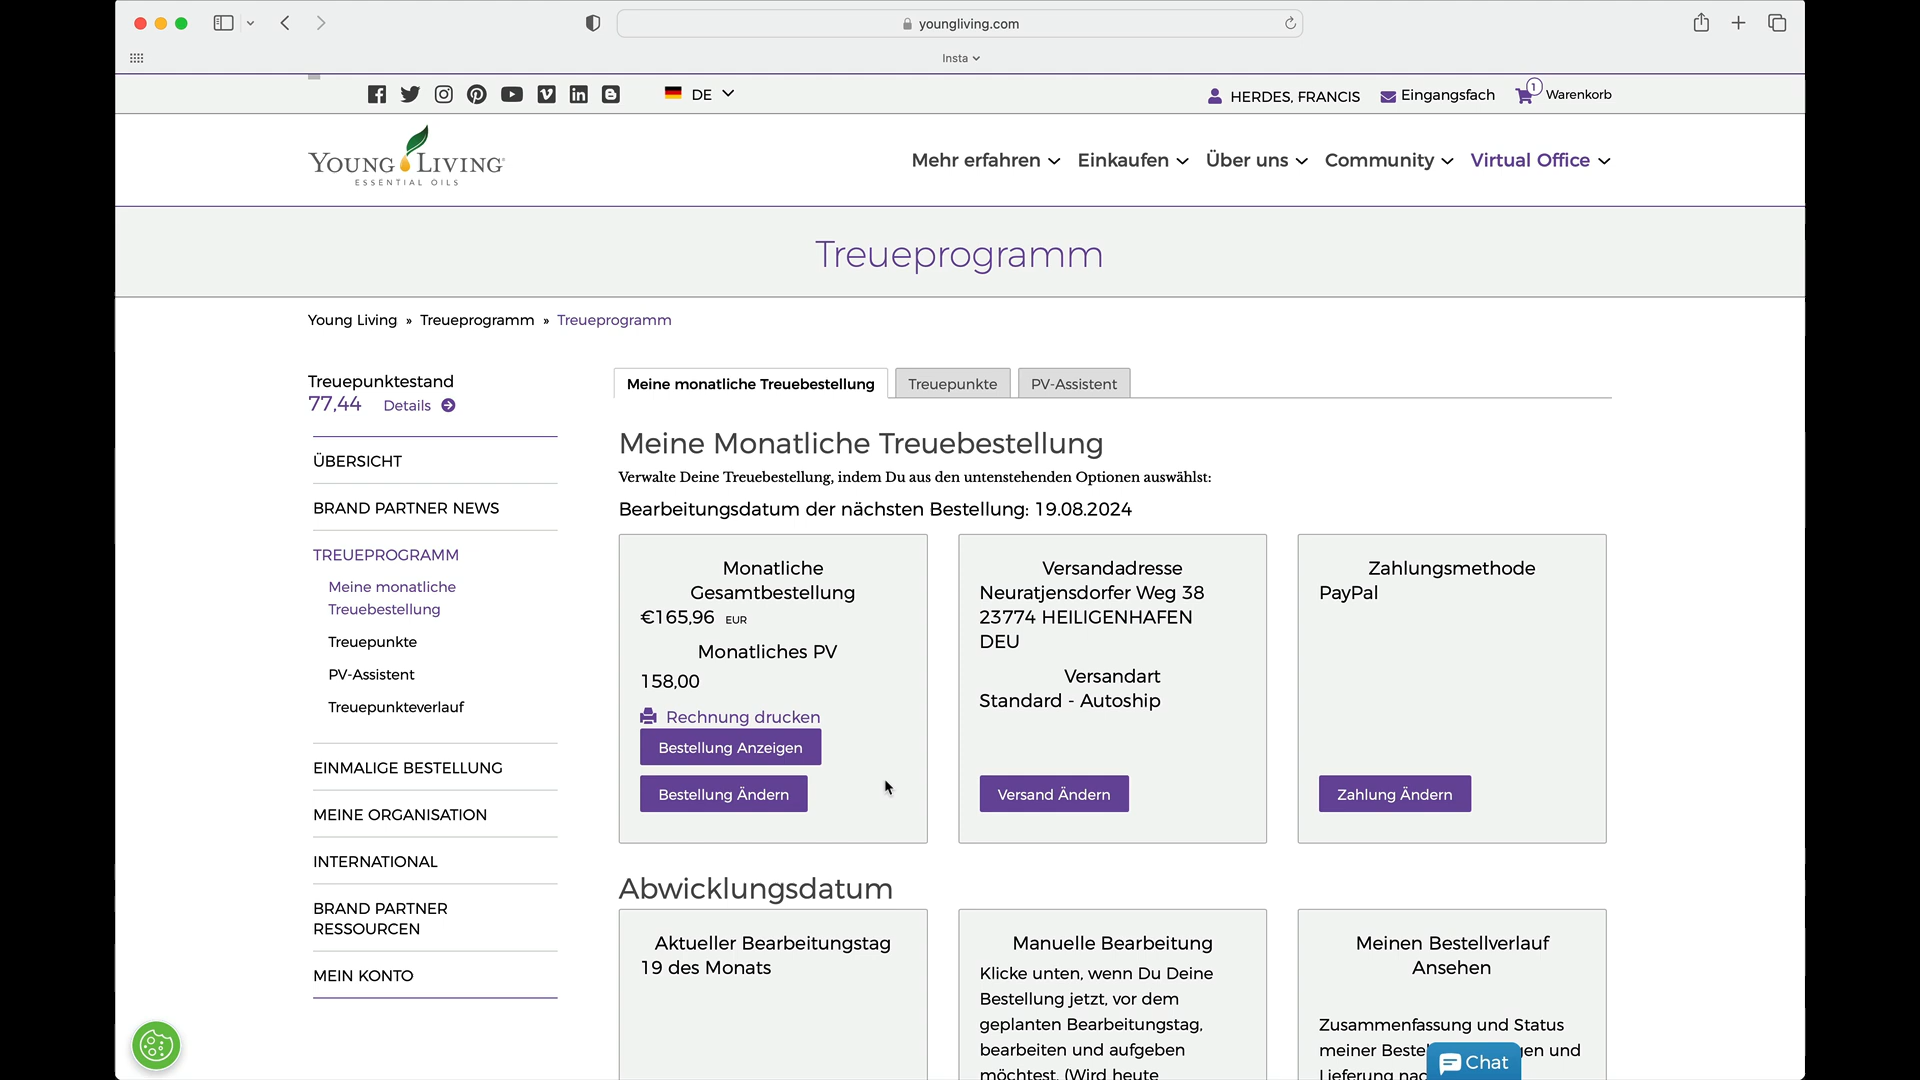 youngliving.com
Insta
DE
HERDES, FRANCIS
Eingangsfach
1
Warenkorb
YOUNG LIVING
ESSENTIAL OILS
Mehr erfahren
Einkaufen
Über uns
Community
Virtual Office
Treueprogramm
Young Living » Treueprogramm » Treueprogramm
Treuepunktestand
77,44 Details
ÜBERSICHT
BRAND PARTNER NEWS
TREUEPROGRAMM
Meine monatliche
Treuebestellung
Treuepunkte
PV-Assistent
Treuepunkteverlauf
EINMALIGE BESTELLUNG
MEINE ORGANISATION
INTERNATIONAL
BRAND PARTNER
RESSOURCEN
MEIN KONTO
Meine monatliche Treuebestellung
Treuepunkte
PV-Assistent
Meine Monatliche Treuebestellung
Verwalte Deine Treuebestellung, indem Du aus den untenstehenden Optionen auswählst:
Bearbeitungsdatum der nächsten Bestellung: 19.08.2024
Monatliche
Gesamtbestellung
€165,96 EUR
Monatliches PV
158,00
Rechnung drucken
Bestellung Anzeigen
Bestellung Ändern
Versandadresse
Neuratjensdorfer Weg 38
23774 HEILIGENHAFEN
DEU
Versandart
Standard - Autoship
Versand Ändern
Zahlungsmethode
PayPal
Zahlung Ändern
Abwicklungsdatum
Aktueller Bearbeitungstag
19 des Monats
Manuelle Bearbeitung
Klicke unten, wenn Du Deine
Bestellung jetzt, vor dem
geplanten Bearbeitungstag,
bearbeiten und aufgeben
möchtest. (Wird heute
Meinen Bestellverlauf
Ansehen
Zusammenfassung und Status
meiner und
Lieferung
Chat